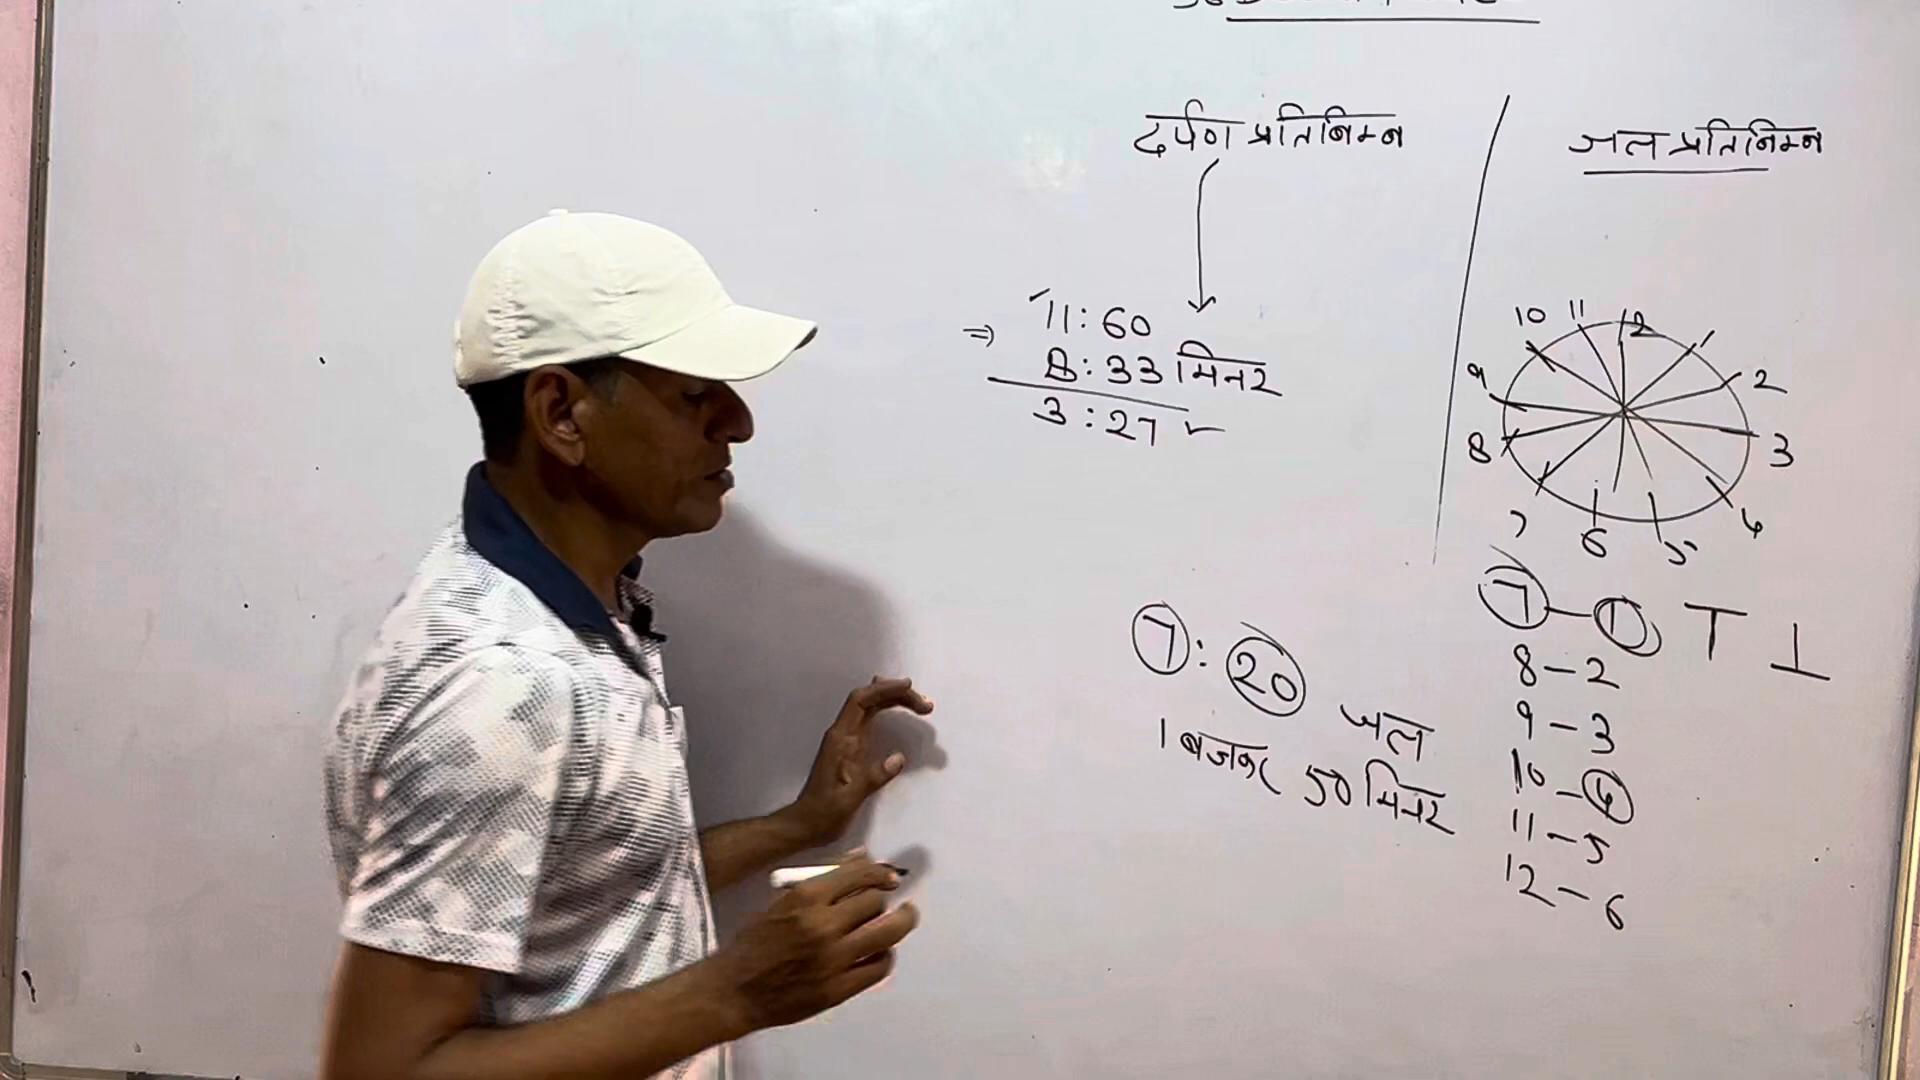 दर्पण प्रतिबिम्ब
जल प्रतिबिम्ब
⇒ 11:60
8:33 मिनट
3:27 ✓
10 11 12 1
9 2
8 3
7 6 5 4
7:20 जल
1 बजकर 50 मिनट
7-1 T ⊥
8-2
9-3
10-4
11-5
12-6